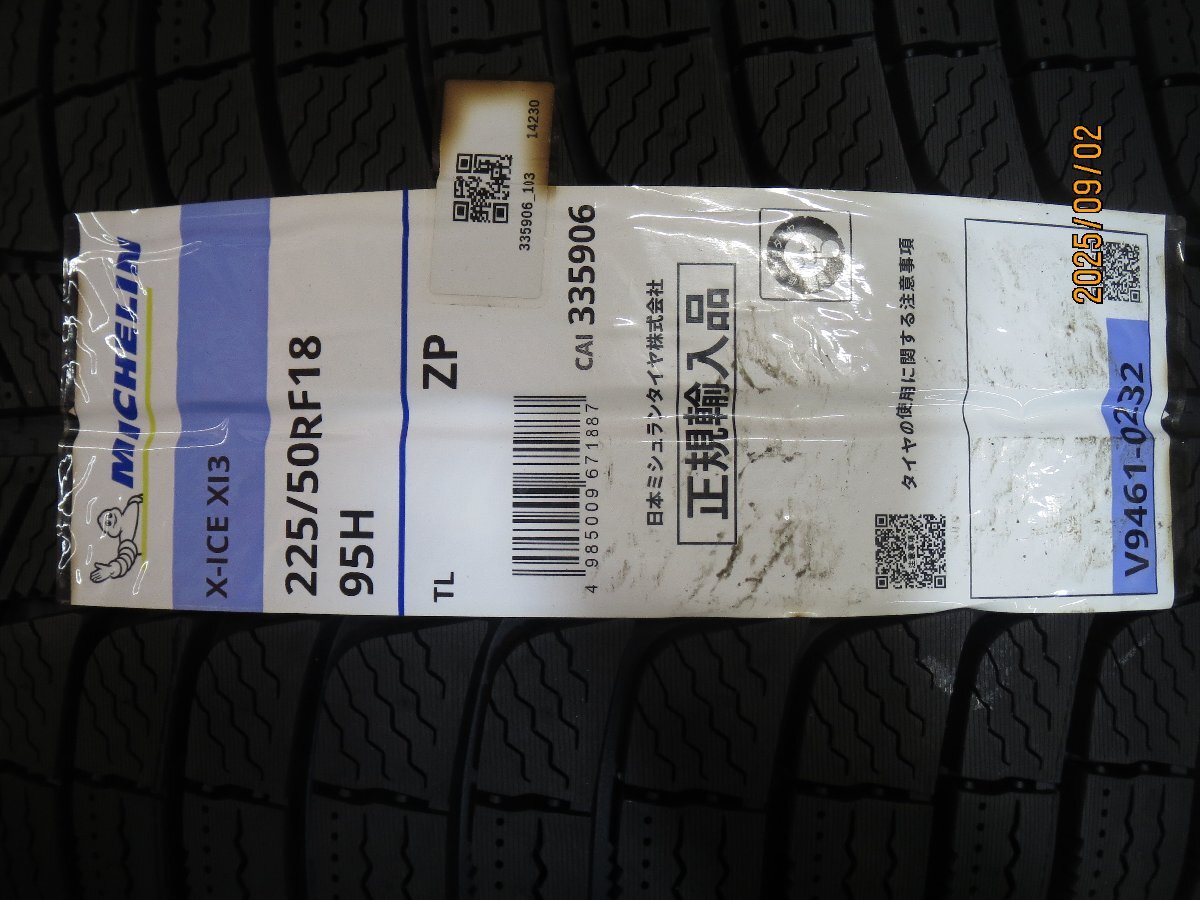 MICHELIN
X-ICE XI3
225/50RF18
95H
TL ZP
335906_103
14230
CAI 335906
4 985009 671887
日本ミシュランタイヤ株式会社
正規輸入品
タイヤの使用に関する注意事項
V9461-0232
2025/09/02